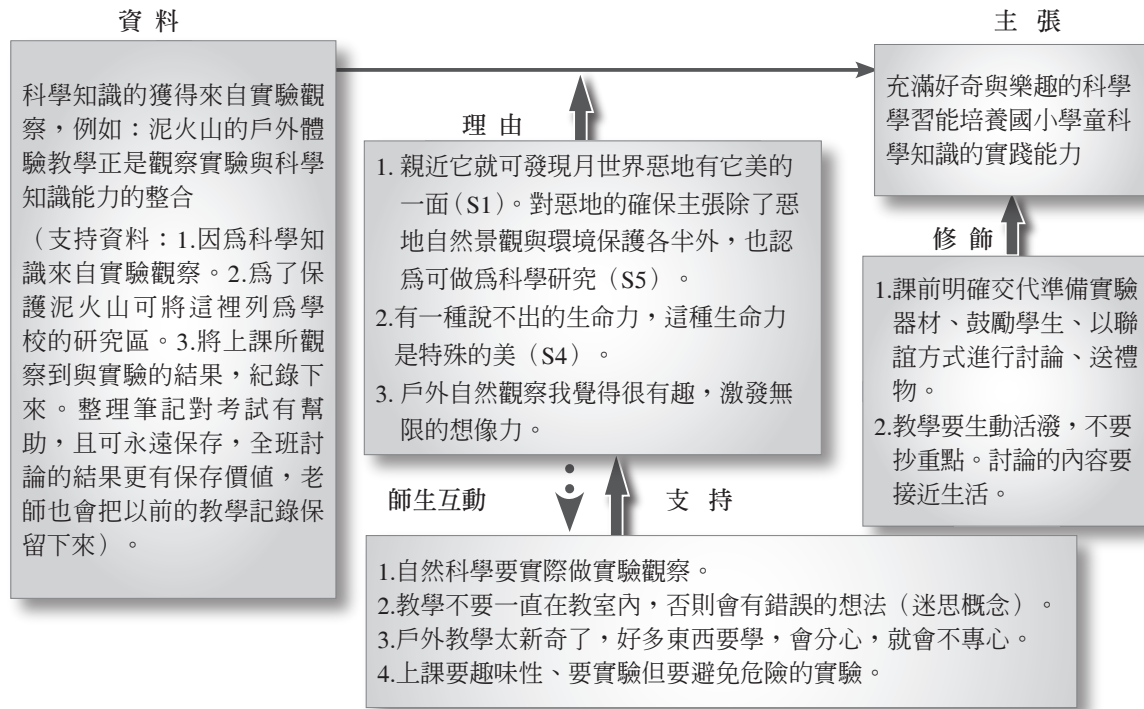 資 料
科學知識的獲得來自實驗觀
察，例如：泥火山的戶外體
驗教學正是觀察實驗與科學
知識能力的整合
（支持資料：1.因為科學知
識來自實驗觀察。2.為了保
護泥火山可將這裡列為學
校的研究區。3.將上課所觀
察到與實驗的結果，紀錄下
來。整理筆記對考試有幫
助，且可永遠保存，全班討
論的結果更有保存價值，老
師也會把以前的教學記錄保
留下來）。
理 由
1. 親近它就可發現月世界惡地有它美的
一面（S1）。對惡地的確保主張除了惡
地自然景觀與環境保護各半外，也認
為可做為科學研究（S5）。
2.有一種說不出的生命力，這種生命力
是特殊的美（S4）。
3. 戶外自然觀察我覺得很有趣，激發無
限的想像力。
主 張
充滿好奇與樂趣的科學
學習能培養國小學童科
學知識的實踐能力
修 飾
1.課前明確交代準備實驗
器材、鼓勵學生、以聯
誼方式進行討論、送禮
物。
2.教學要生動活潑，不要
抄重點。討論的內容要
接近生活。
師生互動
支 持
1.自然科學要實際做實驗觀察。
2.教學不要一直在教室內，否則會有錯誤的想法（迷思概念）。
3.戶外教學太新奇了，好多東西要學，會分心，就會不專心。
4.上課要趣味性、要實驗但要避免危險的實驗。